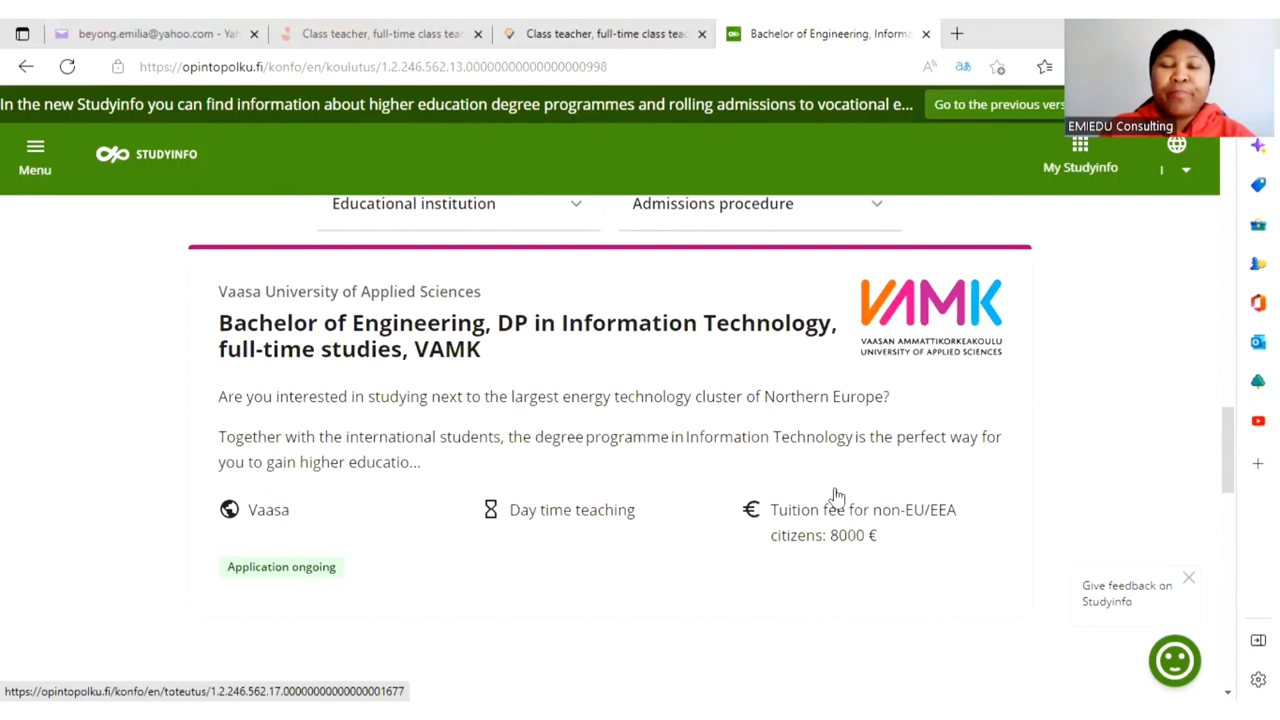 beyong.emilia@yahoo.com - Yah
Class teacher, full-time class teac
Class teacher, full-time class teac
Bachelor of Engineering, Informa
https://opintopolku.fi/konfo/en/koulutus/1.2.246.562.13.00000000000000000998
In the new Studyinfo you can find information about higher education degree programmes and rolling admissions to vocational e...
Go to the previous vers
EMIEDU Consulting
Menu
STUDYINFO
My Studyinfo
Educational institution
Admissions procedure
Vaasa University of Applied Sciences
Bachelor of Engineering, DP in Information Technology,
full-time studies, VAMK
VAMK
VAASAN AMMATTIKORKEAKOULU
UNIVERSITY OF APPLIED SCIENCES
Are you interested in studying next to the largest energy technology cluster of Northern Europe?
Together with the international students, the degree programme in Information Technology is the perfect way for
you to gain higher educatio...
Vaasa
Day time teaching
€ Tuition fee for non-EU/EEA
citizens: 8000 €
Application ongoing
Give feedback on
Studyinfo
https://opintopolku.fi/konfo/en/toteutus/1.2.246.562.17.00000000000000001677